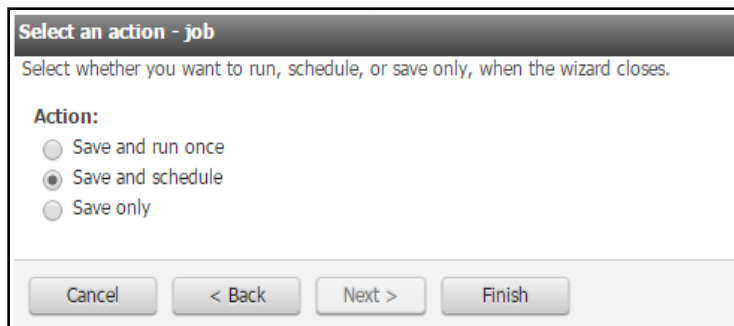 Select an action - job
Select whether you want to run, schedule, or save only, when the wizard closes.
Action:
Save and run once
Save and schedule
Save only
Cancel
< Back
Next >
Finish